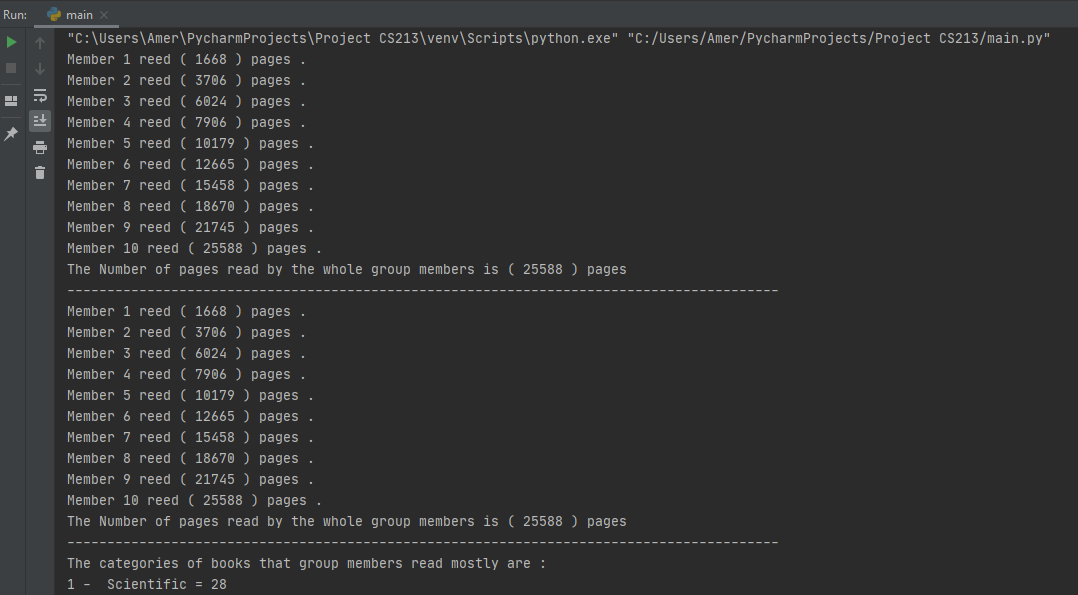 Run: main
"C:\Users\Amer\PycharmProjects\Project CS213\venv\Scripts\python.exe" "C:/Users/Amer/PycharmProjects/Project CS213/main.py"
Member 1 reed ( 1668 ) pages .
Member 2 reed ( 3706 ) pages .
Member 3 reed ( 6024 ) pages .
Member 4 reed ( 7906 ) pages .
Member 5 reed ( 10179 ) pages .
Member 6 reed ( 12665 ) pages .
Member 7 reed ( 15458 ) pages .
Member 8 reed ( 18670 ) pages .
Member 9 reed ( 21745 ) pages .
Member 10 reed ( 25588 ) pages .
The Number of pages read by the whole group members is ( 25588 ) pages
-----------------------------------------------------------------------------------------
Member 1 reed ( 1668 ) pages .
Member 2 reed ( 3706 ) pages .
Member 3 reed ( 6024 ) pages .
Member 4 reed ( 7906 ) pages .
Member 5 reed ( 10179 ) pages .
Member 6 reed ( 12665 ) pages .
Member 7 reed ( 15458 ) pages .
Member 8 reed ( 18670 ) pages .
Member 9 reed ( 21745 ) pages .
Member 10 reed ( 25588 ) pages .
The Number of pages read by the whole group members is ( 25588 ) pages
-----------------------------------------------------------------------------------------
The categories of books that group members read mostly are :
1 -  Scientific = 28